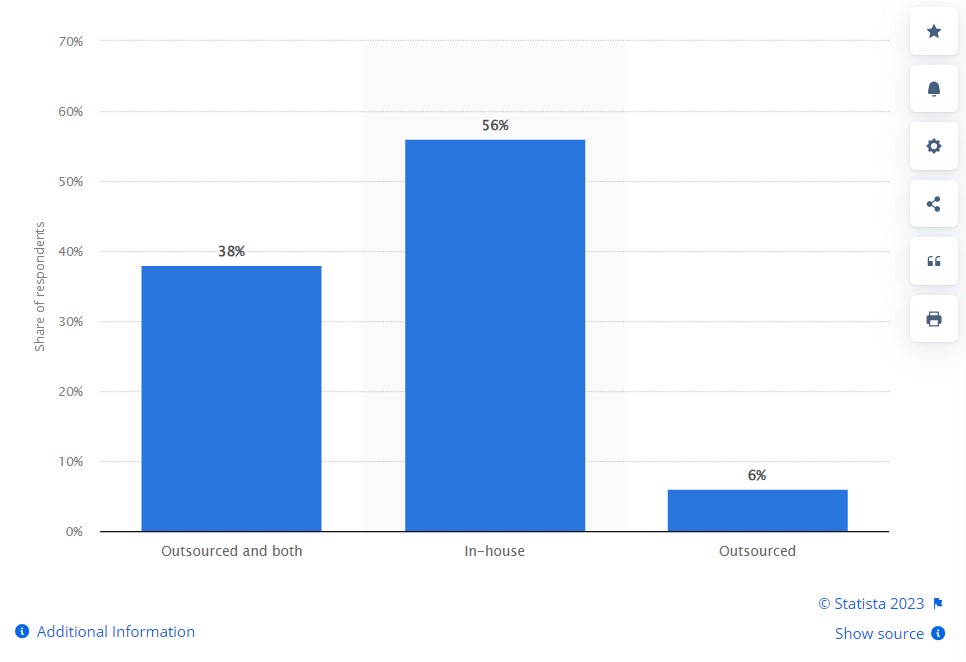 70%
60%
50%
40%
30%
20%
10%
0%
Share of respondents
38%
56%
6%
Outsourced and both
In-house
Outsourced
© Statista 2023
Additional Information
Show source